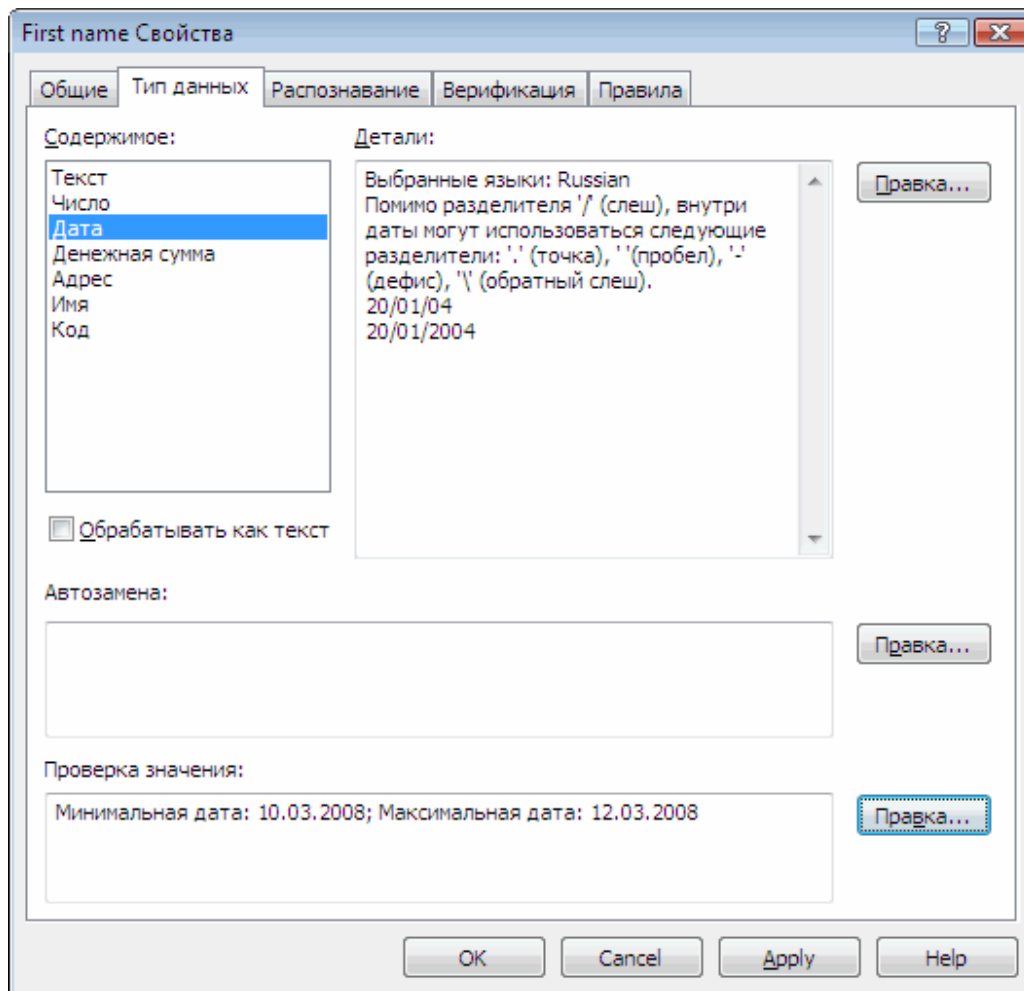 First name Свойства
Общие
Тип данных
Распознавание
Верификация
Правила
Содержимое:
Текст
Число
Дата
Денежная сумма
Адрес
Имя
Код
Обрабатывать как текст
Детали:
Выбранные языки: Russian
Помимо разделителя '/' (слеш), внутри
даты могут использоваться следующие
разделители: '.' (точка), ' '(пробел), '-'
(дефис), '\' (обратный слеш).
20/01/04
20/01/2004
Правка...
Автозамена:
Правка...
Проверка значения:
Минимальная дата: 10.03.2008; Максимальная дата: 12.03.2008
Правка...
OK
Cancel
Apply
Help